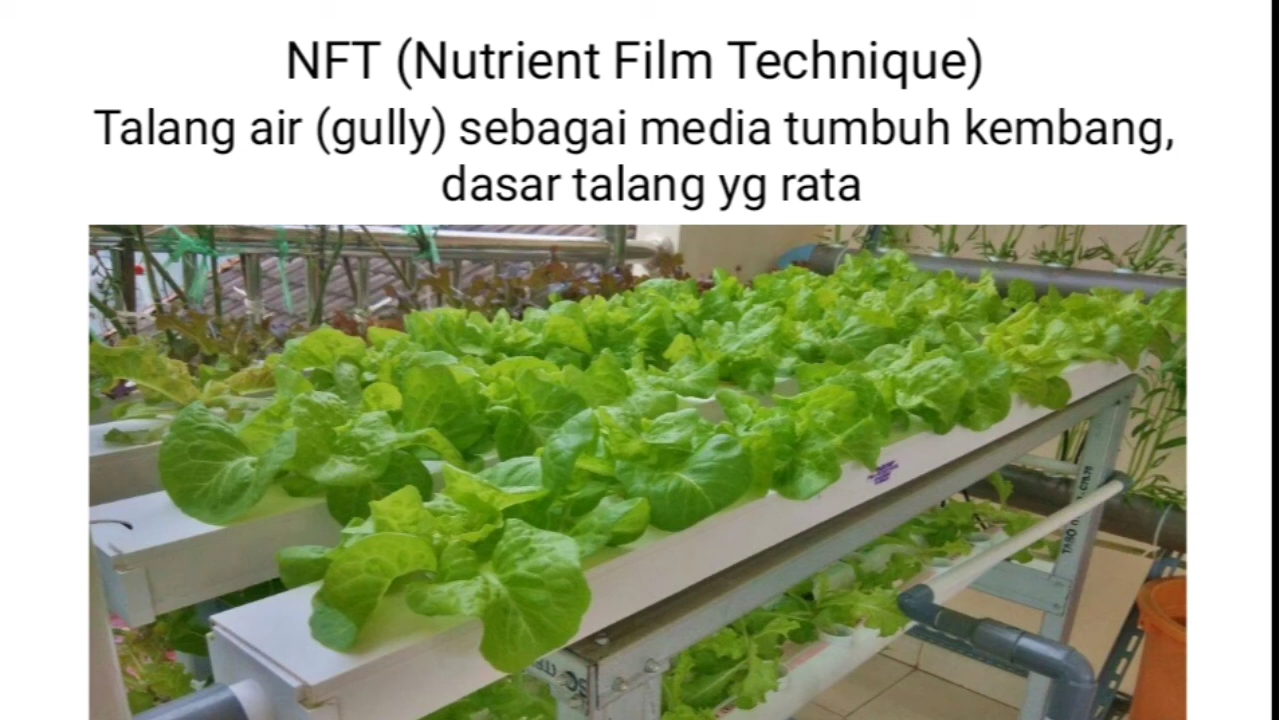 NFT (Nutrient Film Technique)
Talang air (gully) sebagai media tumbuh kembang,
dasar talang yg rata